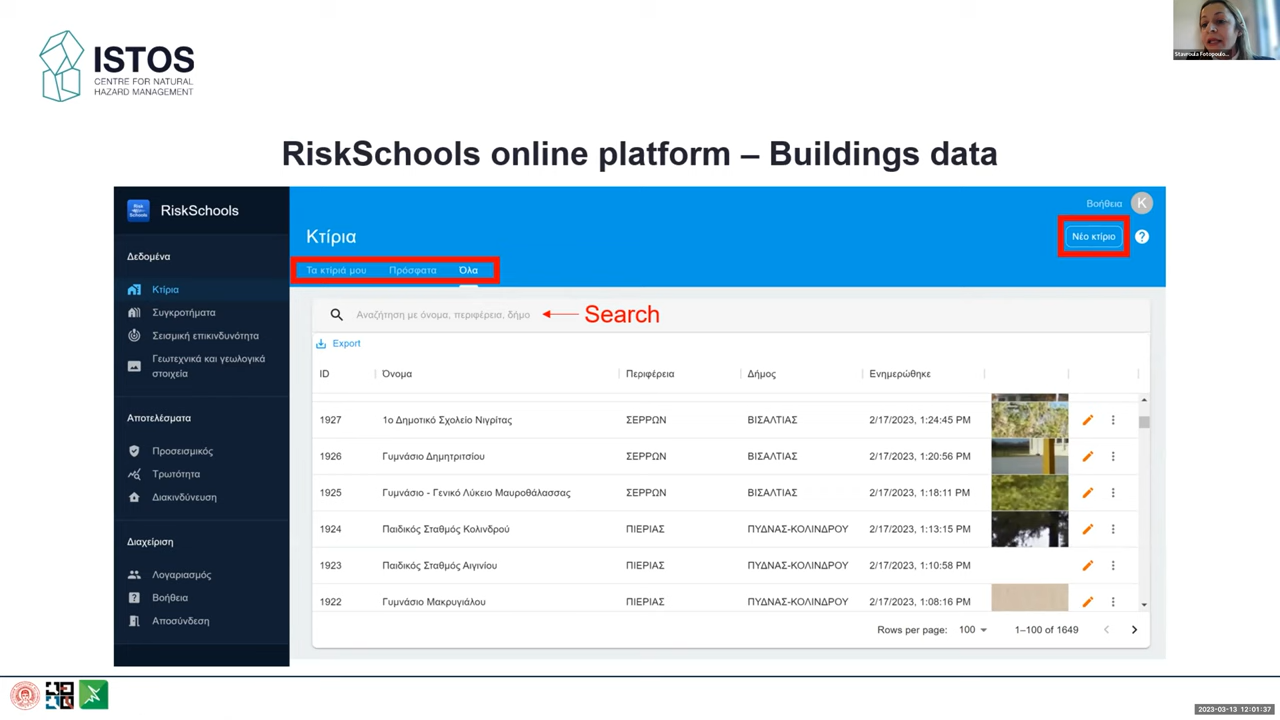 Stavroula Fotopoulo...
ISTOS
CENTRE FOR NATURAL
HAZARD MANAGEMENT
RiskSchools online platform – Buildings data
Risk
Schools
RiskSchools
Δεδομένα
Κτίρια
Συγκροτήματα
Σεισμική επικινδυνότητα
Γεωτεχνικά και γεωλογικά
στοιχεία
Αποτελέσματα
Προσεισμικός
Τρωτότητα
Διακινδύνευση
Διαχείριση
Λογαριασμός
Βοήθεια
Αποσύνδεση
Βοήθεια K
Κτίρια
Νέο κτίριο ?
Τα κτίριά μου Πρόσφατα Όλα
Αναζήτηση με όνομα, περιφέρεια, δήμο Search
Export
ID Όνομα Περιφέρεια Δήμος Ενημερώθηκε
1927 1ο Δημοτικό Σχολείο Νιγρίτας ΣΕΡΡΩΝ ΒΙΣΑΛΤΙΑΣ 2/17/2023, 1:24:45 PM
1926 Γυμνάσιο Δημητριτσίου ΣΕΡΡΩΝ ΒΙΣΑΛΤΙΑΣ 2/17/2023, 1:20:56 PM
1925 Γυμνάσιο - Γενικό Λύκειο Μαυροθάλασσας ΣΕΡΡΩΝ ΒΙΣΑΛΤΙΑΣ 2/17/2023, 1:18:11 PM
1924 Παιδικός Σταθμός Κολινδρού ΠΙΕΡΙΑΣ ΠΥΔΝΑΣ-ΚΟΛΙΝΔΡΟΥ 2/17/2023, 1:13:15 PM
1923 Παιδικός Σταθμός Αιγινίου ΠΙΕΡΙΑΣ ΠΥΔΝΑΣ-ΚΟΛΙΝΔΡΟΥ 2/17/2023, 1:10:58 PM
1922 Γυμνάσιο Μακρυγιάλου ΠΙΕΡΙΑΣ ΠΥΔΝΑΣ-ΚΟΛΙΝΔΡΟΥ 2/17/2023, 1:08:16 PM
Rows per page: 100 1–100 of 1649
2023-03-13 12:01:37